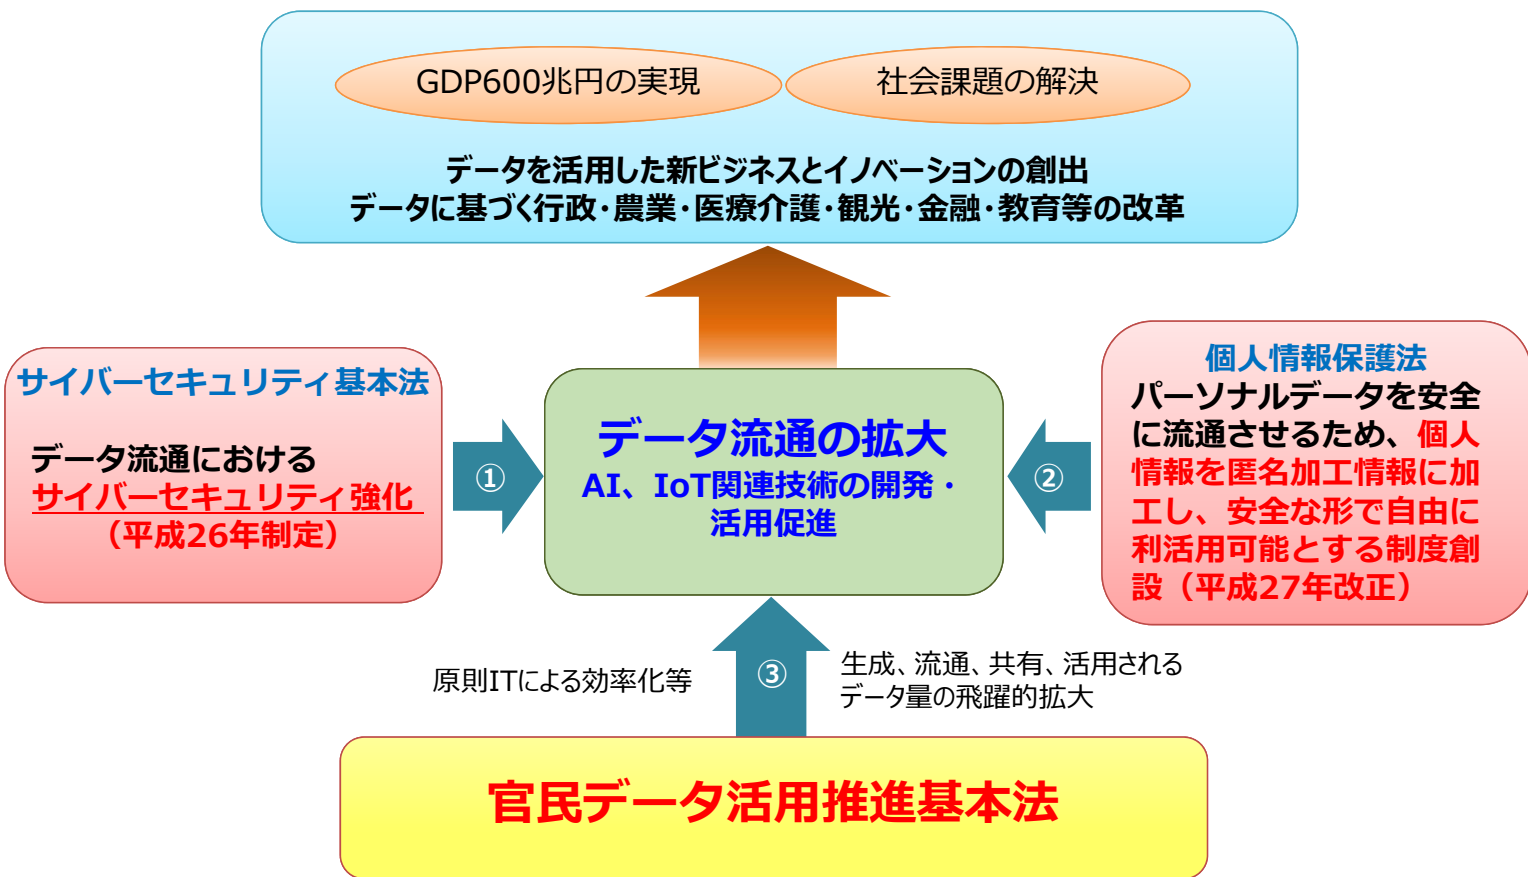 GDP600兆円の実現
社会課題の解決
データを活用した新ビジネスとイノベーションの創出
データに基づく行政・農業・医療介護・観光・金融・教育等の改革
サイバーセキュリティ基本法
データ流通における
サイバーセキュリティ強化
（平成26年制定）
①
データ流通の拡大
AI、IoT関連技術の開発・
活用促進
②
個人情報保護法
パーソナルデータを安全
に流通させるため、個人
情報を匿名加工情報に加
工し、安全な形で自由に
利活用可能とする制度創
設（平成27年改正）
原則ITによる効率化等
③
生成、流通、共有、活用される
データ量の飛躍的拡大
官民データ活用推進基本法